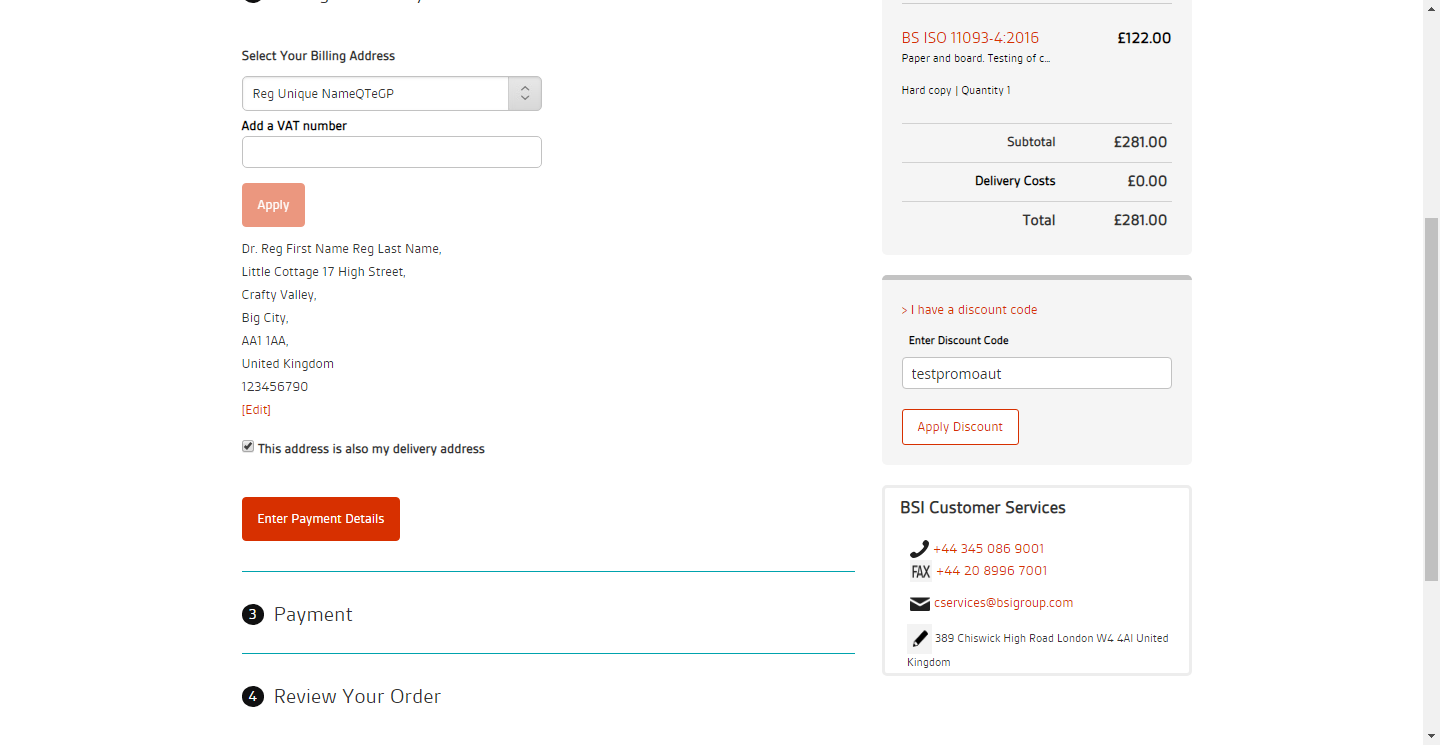 Select Your Billing Address
Reg Unique NameQTeGP
Add a VAT number
Apply
Dr. Reg First Name Reg Last Name,
Little Cottage 17 High Street,
Crafty Valley,
Big City,
AA1 1AA,
United Kingdom
123456790
[Edit]
This address is also my delivery address
Enter Payment Details
3 Payment
4 Review Your Order
BS ISO 11093-4:2016 £122.00
Paper and board. Testing of c...
Hard copy | Quantity 1
Subtotal £281.00
Delivery Costs £0.00
Total £281.00
> I have a discount code
Enter Discount Code
testpromoaut
Apply Discount
BSI Customer Services
+44 345 086 9001
FAX +44 20 8996 7001
cservices@bsigroup.com
389 Chiswick High Road London W4 4Al United
Kingdom